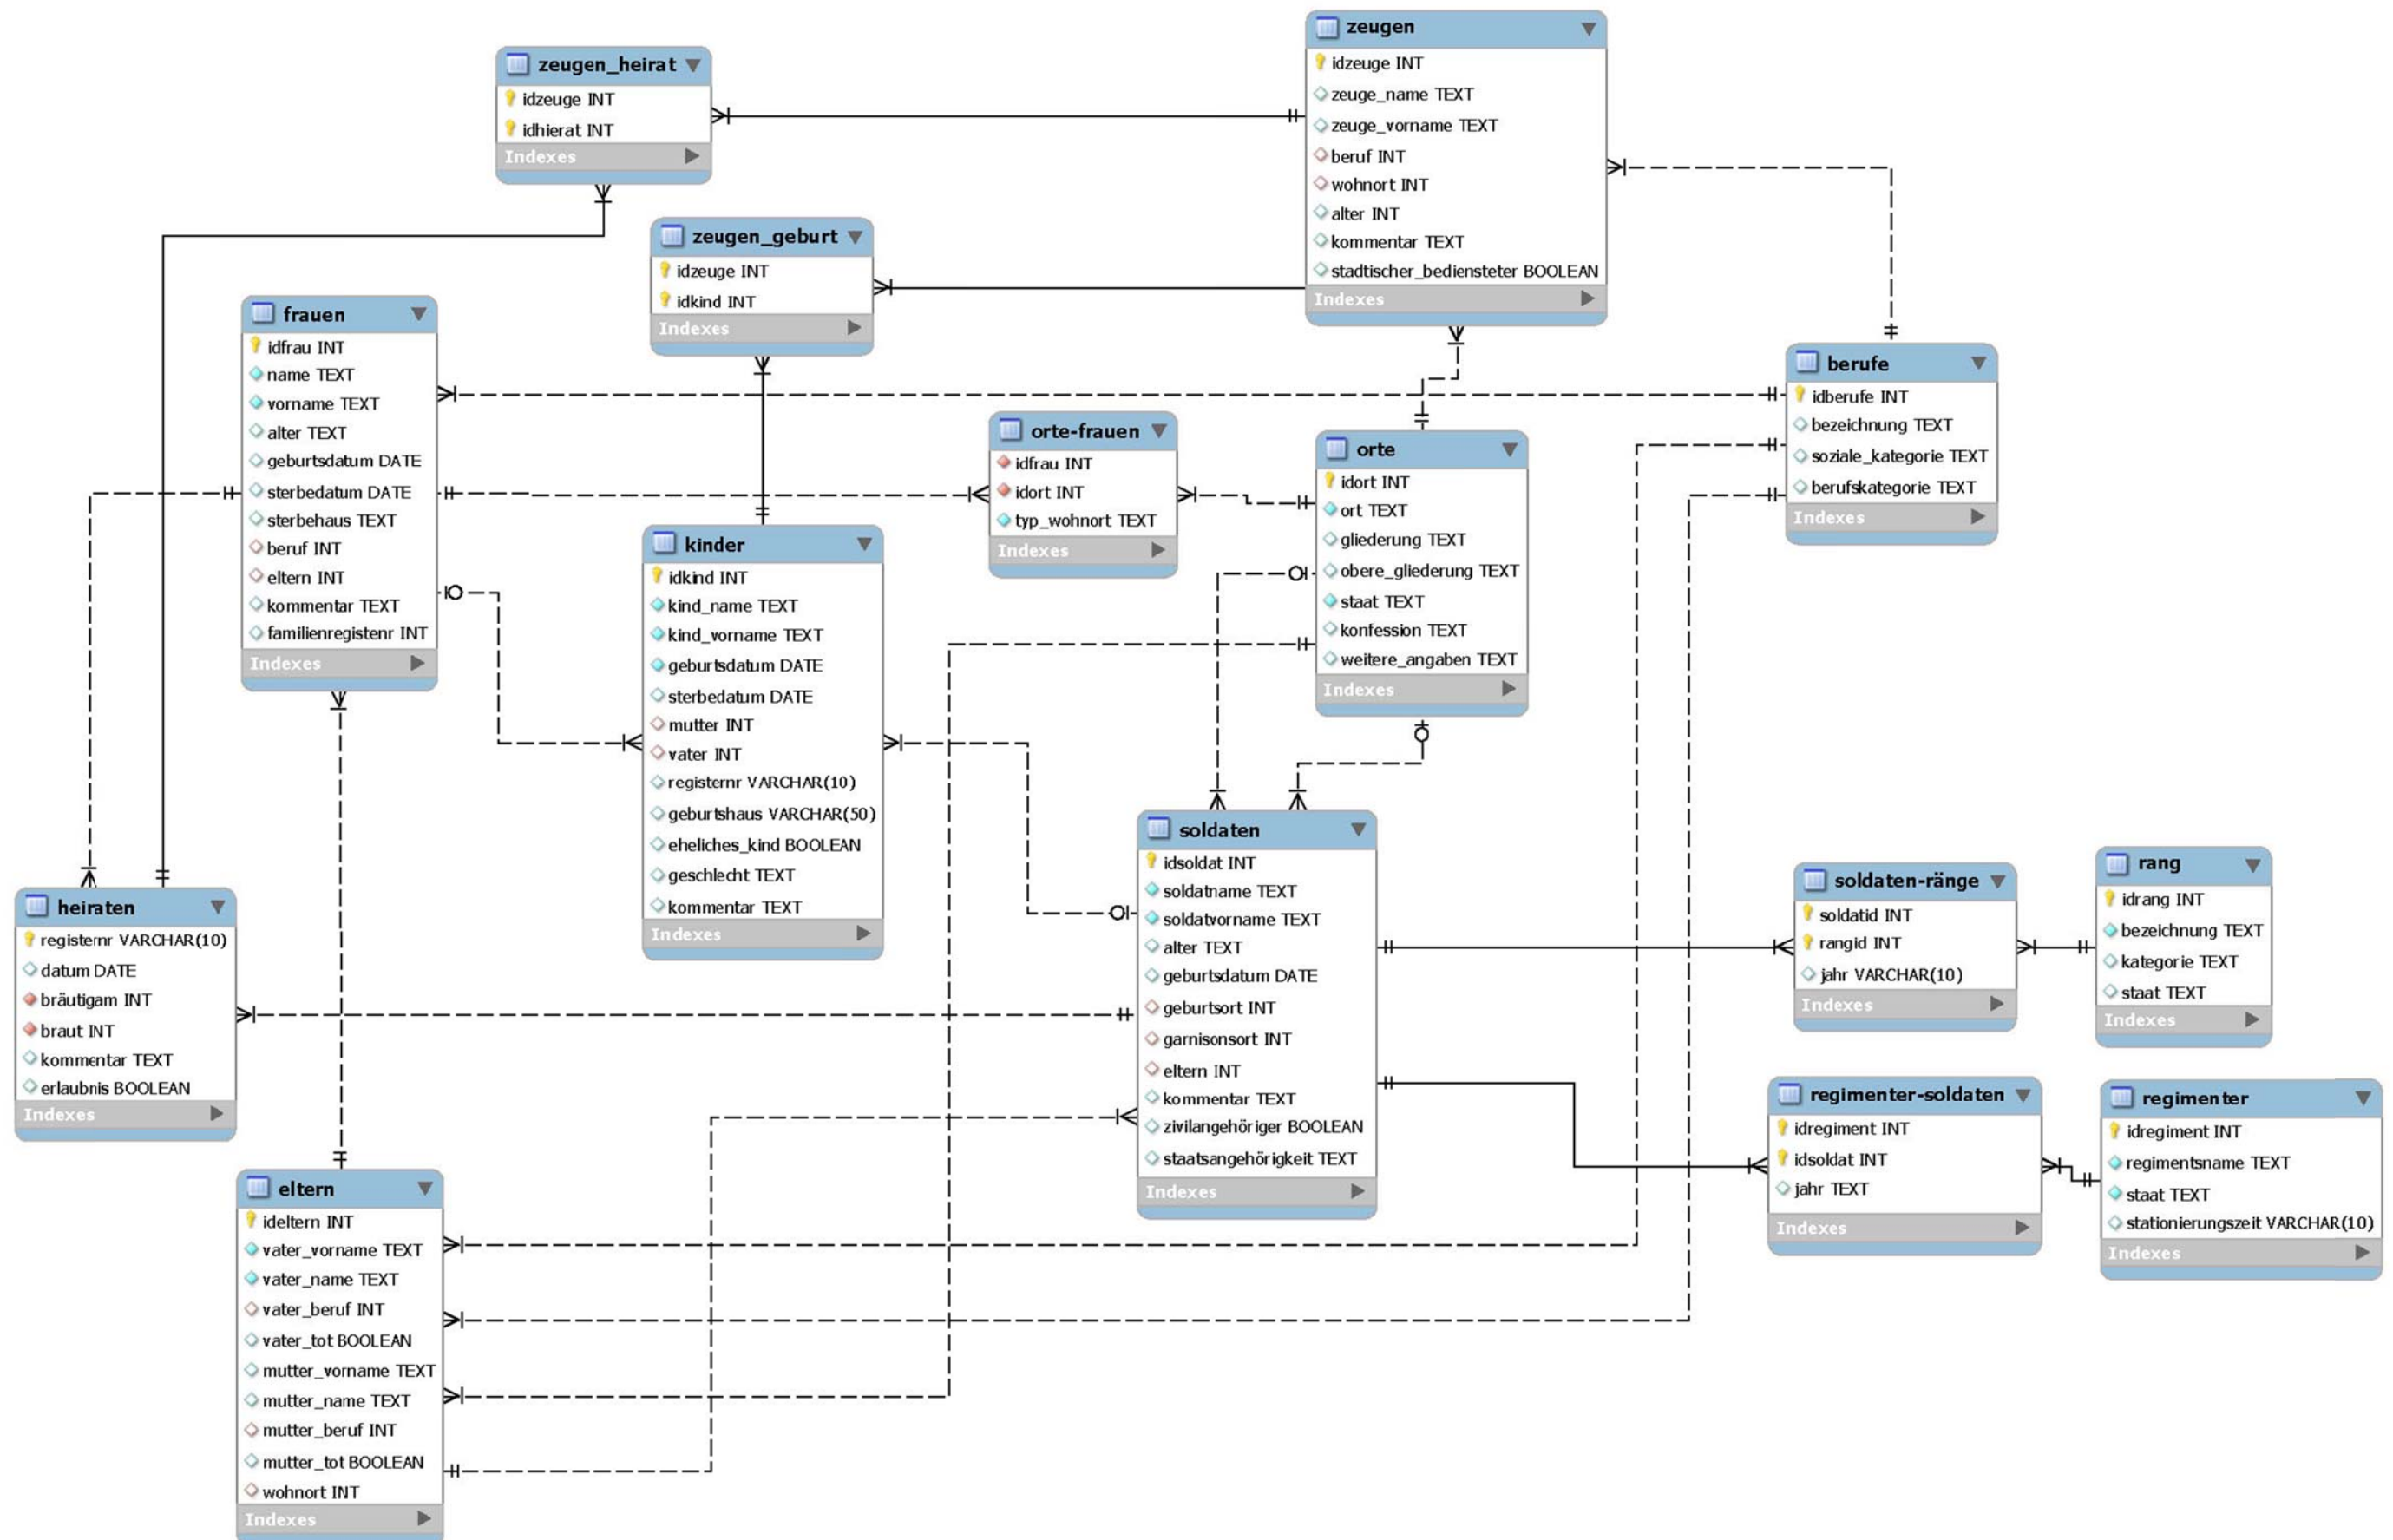 zeugen
idzeuge INT
zeuge_name TEXT
zeuge_vorname TEXT
beruf INT
wohnort INT
alter INT
kommentar TEXT
stadtischer_bediensteter BOOLEAN
Indexes
zeugen_heirat
idzeuge INT
idhierat INT
Indexes
zeugen_geburt
idzeuge INT
idkind INT
Indexes
frauen
idfrau INT
name TEXT
vorname TEXT
alter TEXT
geburtsdatum DATE
sterbedatum DATE
sterbehaus TEXT
beruf INT
eltern INT
kommentar TEXT
familienregistenr INT
Indexes
berufe
idberufe INT
bezeichnung TEXT
soziale_kategorie TEXT
berufskategorie TEXT
Indexes
orte-frauen
idfrau INT
idort INT
typ_wohnort TEXT
Indexes
orte
idort INT
ort TEXT
gliederung TEXT
obere_gliederung TEXT
staat TEXT
konfession TEXT
weitere_angaben TEXT
Indexes
kinder
idkind INT
kind_name TEXT
kind_vorname TEXT
geburtsdatum DATE
sterbedatum DATE
mutter INT
vater INT
registernr VARCHAR(10)
geburtshaus VARCHAR(50)
eheliches_kind BOOLEAN
geschlecht TEXT
kommentar TEXT
Indexes
soldaten
idsoldat INT
soldatname TEXT
soldatvorname TEXT
alter TEXT
geburtsdatum DATE
geburtsort INT
garnisonsort INT
eltern INT
kommentar TEXT
zivilangehöriger BOOLEAN
staatsangehörigkeit TEXT
Indexes
soldaten-ränge
soldatid INT
rangid INT
jahr VARCHAR(10)
Indexes
rang
idrang INT
bezeichnung TEXT
kategorie TEXT
staat TEXT
Indexes
heiraten
registernr VARCHAR(10)
datum DATE
bräutigam INT
braut INT
kommentar TEXT
erlaubnis BOOLEAN
Indexes
regimenter-soldaten
idregiment INT
idsoldat INT
jahr TEXT
Indexes
regimenter
idregiment INT
regimentsname TEXT
staat TEXT
stationierungszeit VARCHAR(10)
Indexes
eltern
ideltern INT
vater_vorname TEXT
vater_name TEXT
vater_beruf INT
vater_tot BOOLEAN
mutter_vorname TEXT
mutter_name TEXT
mutter_beruf INT
mutter_tot BOOLEAN
wohnort INT
Indexes